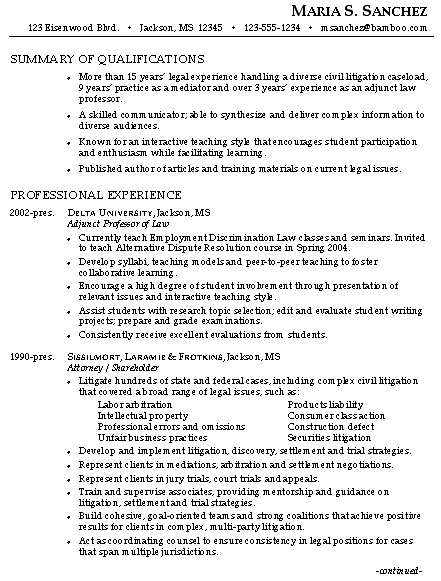 MARIA S. SANCHEZ
123 Eisenwood Blvd. • Jackson, MS 12345 • 123-555-1234 • msanchez@bamboo.com
SUMMARY OF QUALIFICATIONS
• More than 15 years' legal experience handling a diverse civil litigation caseload,
9 years' practice as a mediator and over 3 years' experience as an adjunct law
professor.
• A skilled communicator; able to synthesize and deliver complex information to
diverse audiences.
• Known for an interactive teaching style that encourages student participation
and enthusiasm while facilitating learning.
• Published author of articles and training materials on current legal issues.
PROFESSIONAL EXPERIENCE
2002-pres. DELTA UNIVERSITY, Jackson, MS
Adjunct Professor of Law
• Currently teach Employment Discrimination Law classes and seminars. Invited
to teach Alternative Dispute Resolution course in Spring 2004.
• Develop syllabi, teaching models and peer-to-peer teaching to foster
collaborative learning.
• Encourage a high degree of student involvement through presentation of
relevant issues and interactive teaching style.
• Assist students with research topic selection; edit and evaluate student writing
projects; prepare and grade examinations.
• Consistently receive excellent evaluations from students.
1990-pres. SISSILMORT, LARAMIE & FROTKINS, Jackson, MS
Attorney / Shareholder
• Litigate hundreds of state and federal cases, including complex civil litigation
that covered a broad range of legal issues, such as:
Labor arbitration Products liability
Intellectual property Consumer class action
Professional errors and omissions Construction defect
Unfair business practices Securities litigation
• Develop and implement litigation, discovery, settlement and trial strategies.
• Represent clients in mediations, arbitration and settlement negotiations.
• Represent clients in jury trials, court trials and appeals.
• Train and supervise associates, providing mentorship and guidance on
litigation, settlement and trial strategies.
• Build cohesive, goal-oriented teams and strong coalitions that achieve positive
results for clients in complex, multi-party litigation.
• Act as coordinating counsel to ensure consistency in legal positions for cases
that span multiple jurisdictions.
-continued-